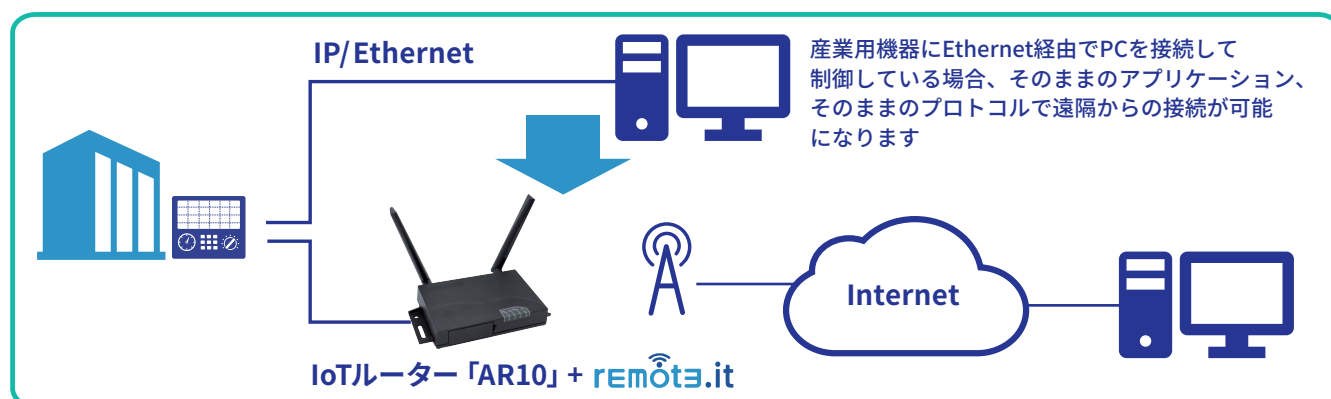 IP/Ethernet
産業用機器にEthernet経由でPCを接続して
制御している場合、そのままのアプリケーション、
そのままのプロトコルで遠隔からの接続が可能
になります
Internet
IoTルーター「AR10」+ remote.it